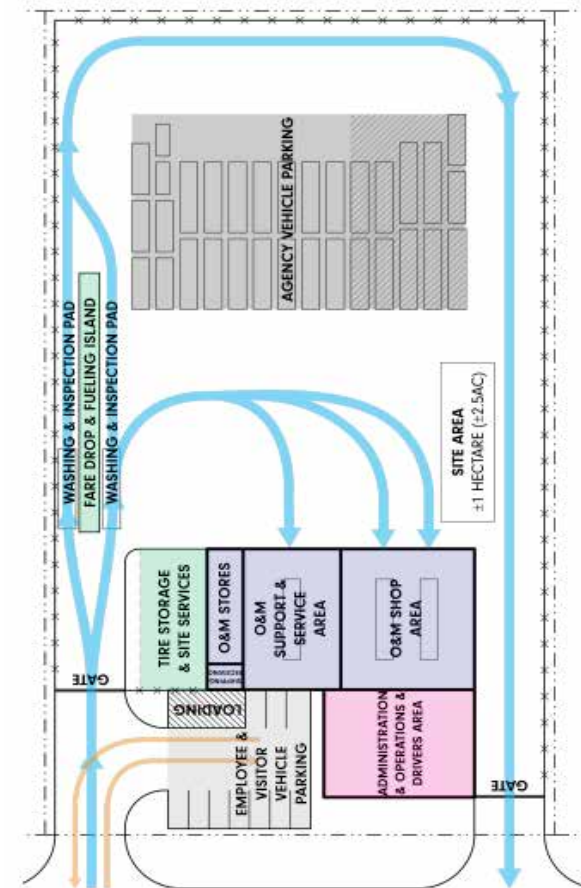 AGENCY VEHICLE PARKING
WASHING & INSPECTION PAD
FARE DROP & FUELING ISLAND
WASHING & INSPECTION PAD
SITE AREA
±1 HECTARE (±2.5AC)
TIRE STORAGE
& SITE SERVICES
O&M STORES
SHIPPING
RECEIVING
O&M
SUPPORT &
SERVICE
AREA
O&M SHOP
AREA
GATE
LOADING
EMPLOYEE &
VISITOR
VEHICLE
PARKING
ADMINISTRATION
& OPERATIONS &
DRIVERS AREA
GATE